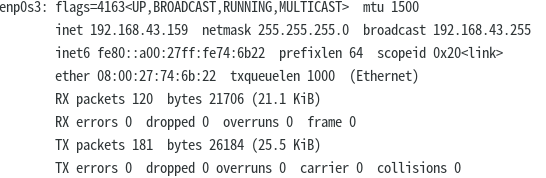 enp0s3: flags=4163<UP,BROADCAST,RUNNING,MULTICAST>  mtu 1500
inet 192.168.43.159  netmask 255.255.255.0  broadcast 192.168.43.255
inet6 fe80::a00:27ff:fe74:6b22  prefixlen 64  scopeid 0x20<link>
ether 08:00:27:74:6b:22  txqueuelen 1000  (Ethernet)
RX packets 120  bytes 21706 (21.1 KiB)
RX errors 0  dropped 0  overruns 0  frame 0
TX packets 181  bytes 26184 (25.5 KiB)
TX errors 0  dropped 0 overruns 0  carrier 0  collisions 0